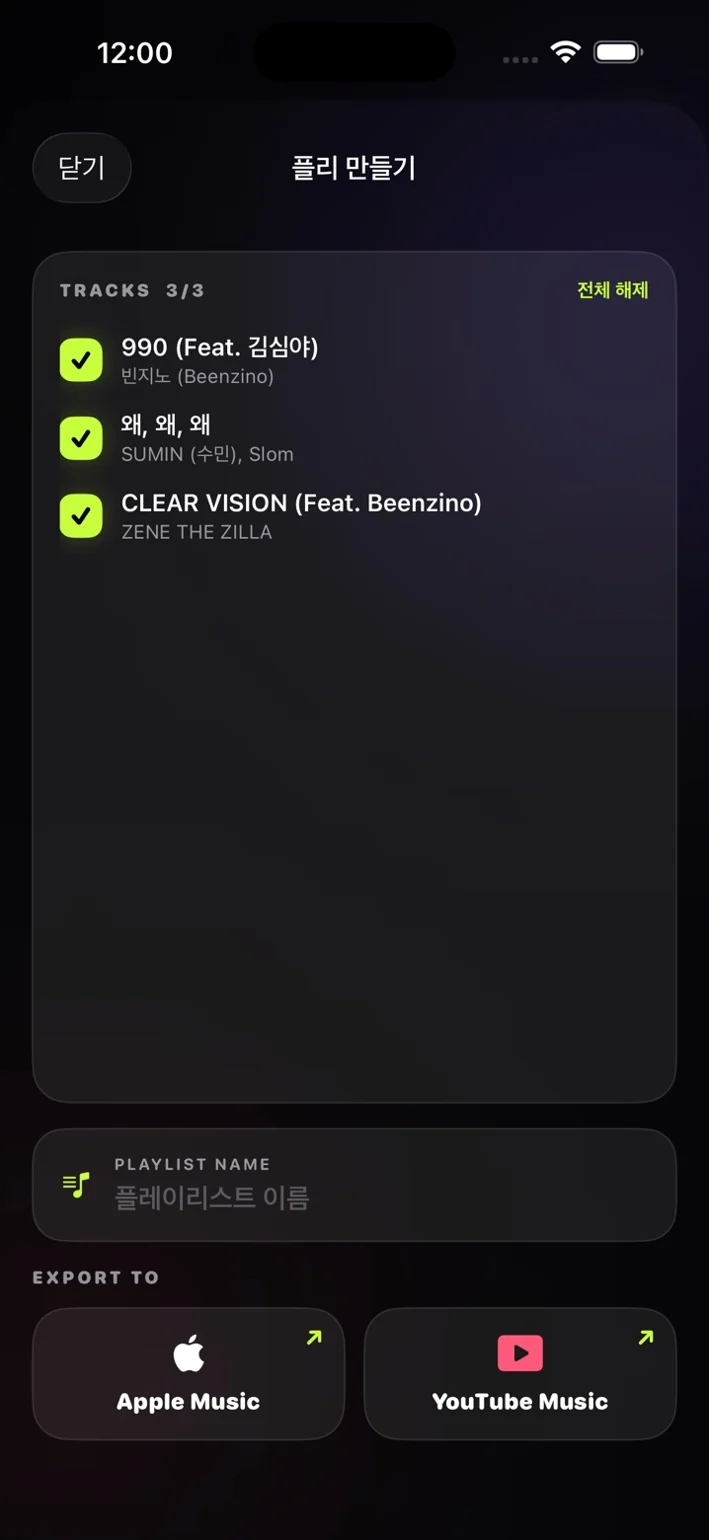 12:00
닫기
플리 만들기
TRACKS 3/3
전체 해제
990 (Feat. 김심야)
빈지노 (Beenzino)
왜, 왜, 왜
SUMIN (수민), Slom
CLEAR VISION (Feat. Beenzino)
ZENE THE ZILLA
PLAYLIST NAME
플레이리스트 이름
EXPORT TO
Apple Music
YouTube Music